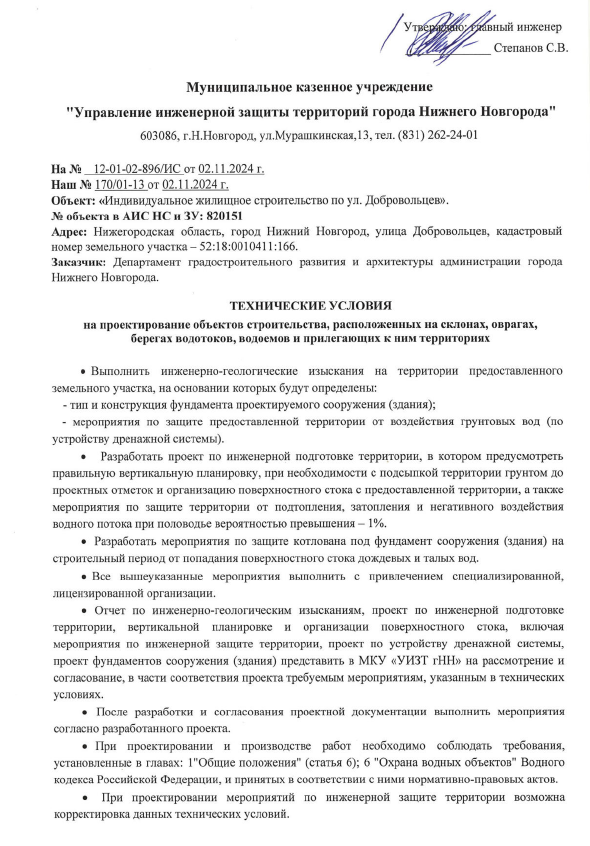 Утверждаю: главный инженер
Степанов С.В.
Муниципальное казенное учреждение
"Управление инженерной защиты территорий города Нижнего Новгорода"
603086, г.Н.Новгород, ул.Мурашкинская,13, тел. (831) 262-24-01
На № 12-01-02-896/ИС от 02.11.2024 г.
Наш № 170/01-13 от 02.11.2024 г.
Объект: «Индивидуальное жилищное строительство по ул. Добровольцев».
№ объекта в АИС НС и ЗУ: 820151
Адрес: Нижегородская область, город Нижний Новгород, улица Добровольцев, кадастровый
номер земельного участка – 52:18:0010411:166.
Заказчик: Департамент градостроительного развития и архитектуры администрации города
Нижнего Новгорода.
ТЕХНИЧЕСКИЕ УСЛОВИЯ
на проектирование объектов строительства, расположенных на склонах, оврагах,
берегах водотоков, водоемов и прилегающих к ним территориях
• Выполнить инженерно-геологические изыскания на территории предоставленного
земельного участка, на основании которых будут определены:
- тип и конструкция фундамента проектируемого сооружения (здания);
- мероприятия по защите предоставленной территории от воздействия грунтовых вод (по
устройству дренажной системы).
• Разработать проект по инженерной подготовке территории, в котором предусмотреть
правильную вертикальную планировку, при необходимости с подсыпкой территории грунтом до
проектных отметок и организацию поверхностного стока с предоставленной территории, а также
мероприятия по защите территории от подтопления, затопления и негативного воздействия
водного потока при половодье вероятностью превышения – 1%.
• Разработать мероприятия по защите котлована под фундамент сооружения (здания) на
строительный период от попадания поверхностного стока дождевых и талых вод.
• Все вышеуказанные мероприятия выполнить с привлечением специализированной,
лицензированной организации.
• Отчет по инженерно-геологическим изысканиям, проект по инженерной подготовке
территории, вертикальной планировке и организации поверхностного стока, включая
мероприятия по инженерной защите территории, проект по устройству дренажной системы,
проект фундаментов сооружения (здания) представить в МКУ «УИЗТ гНН» на рассмотрение и
согласование, в части соответствия проекта требуемым мероприятиям, указанным в технических
условиях.
• После разработки и согласования проектной документации выполнить мероприятия
согласно разработанного проекта.
• При проектировании и производстве работ необходимо соблюдать требования,
установленные в главах: 1"Общие положения" (статья 6); 6 "Охрана водных объектов" Водного
кодекса Российской Федерации, и принятых в соответствии с ними нормативно-правовых актов.
• При проектировании мероприятий по инженерной защите территории возможна
корректировка данных технических условий.